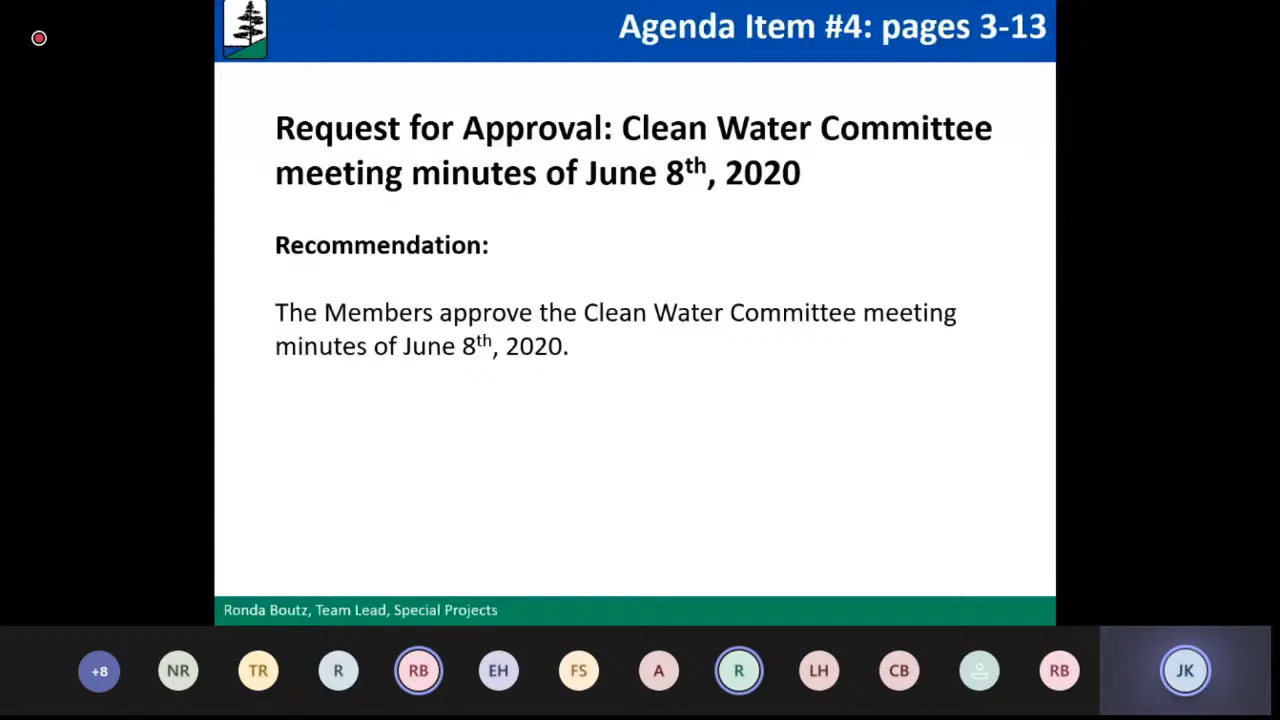 Agenda Item #4: pages 3-13
Request for Approval: Clean Water Committee
meeting minutes of June 8th, 2020
Recommendation:
The Members approve the Clean Water Committee meeting
minutes of June 8th, 2020.
Ronda Boutz, Team Lead, Special Projects
+8 NR TR R RB EH FS A R LH CB RB JK